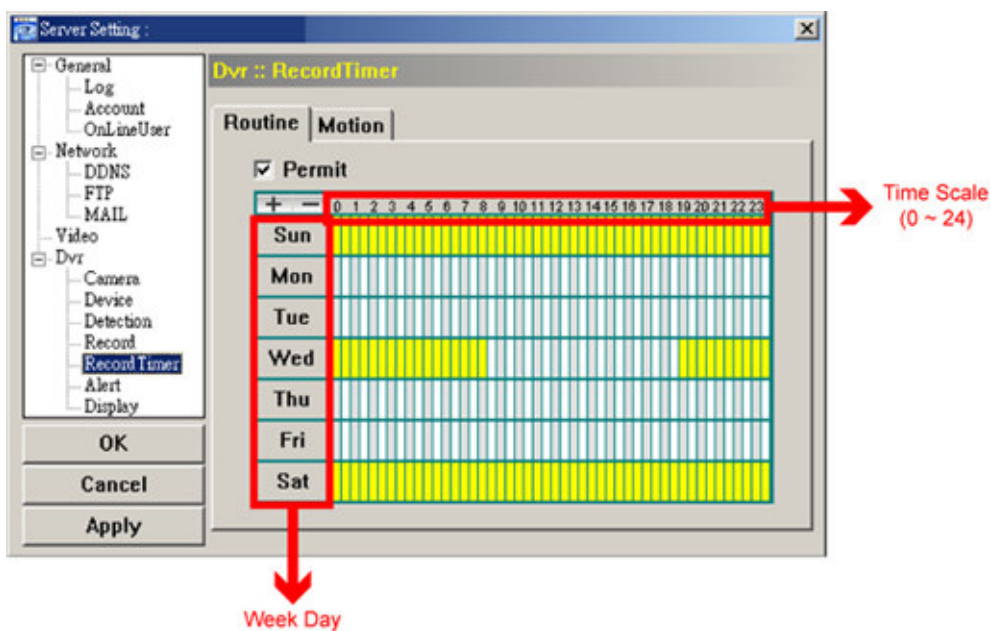 Server Setting :
General
Log
Account
OnLineUser
Network
DDNS
FTP
MAIL
Video
Dvr
Camera
Device
Detection
Record
RecordTimer
Alert
Display
OK
Cancel
Apply
Dvr :: RecordTimer
Routine Motion
Permit
+ − 0 1 2 3 4 5 6 7 8 9 10 11 12 13 14 15 16 17 18 19 20 21 22 23
Sun
Mon
Tue
Wed
Thu
Fri
Sat
Time Scale
(0 ~ 24)
Week Day